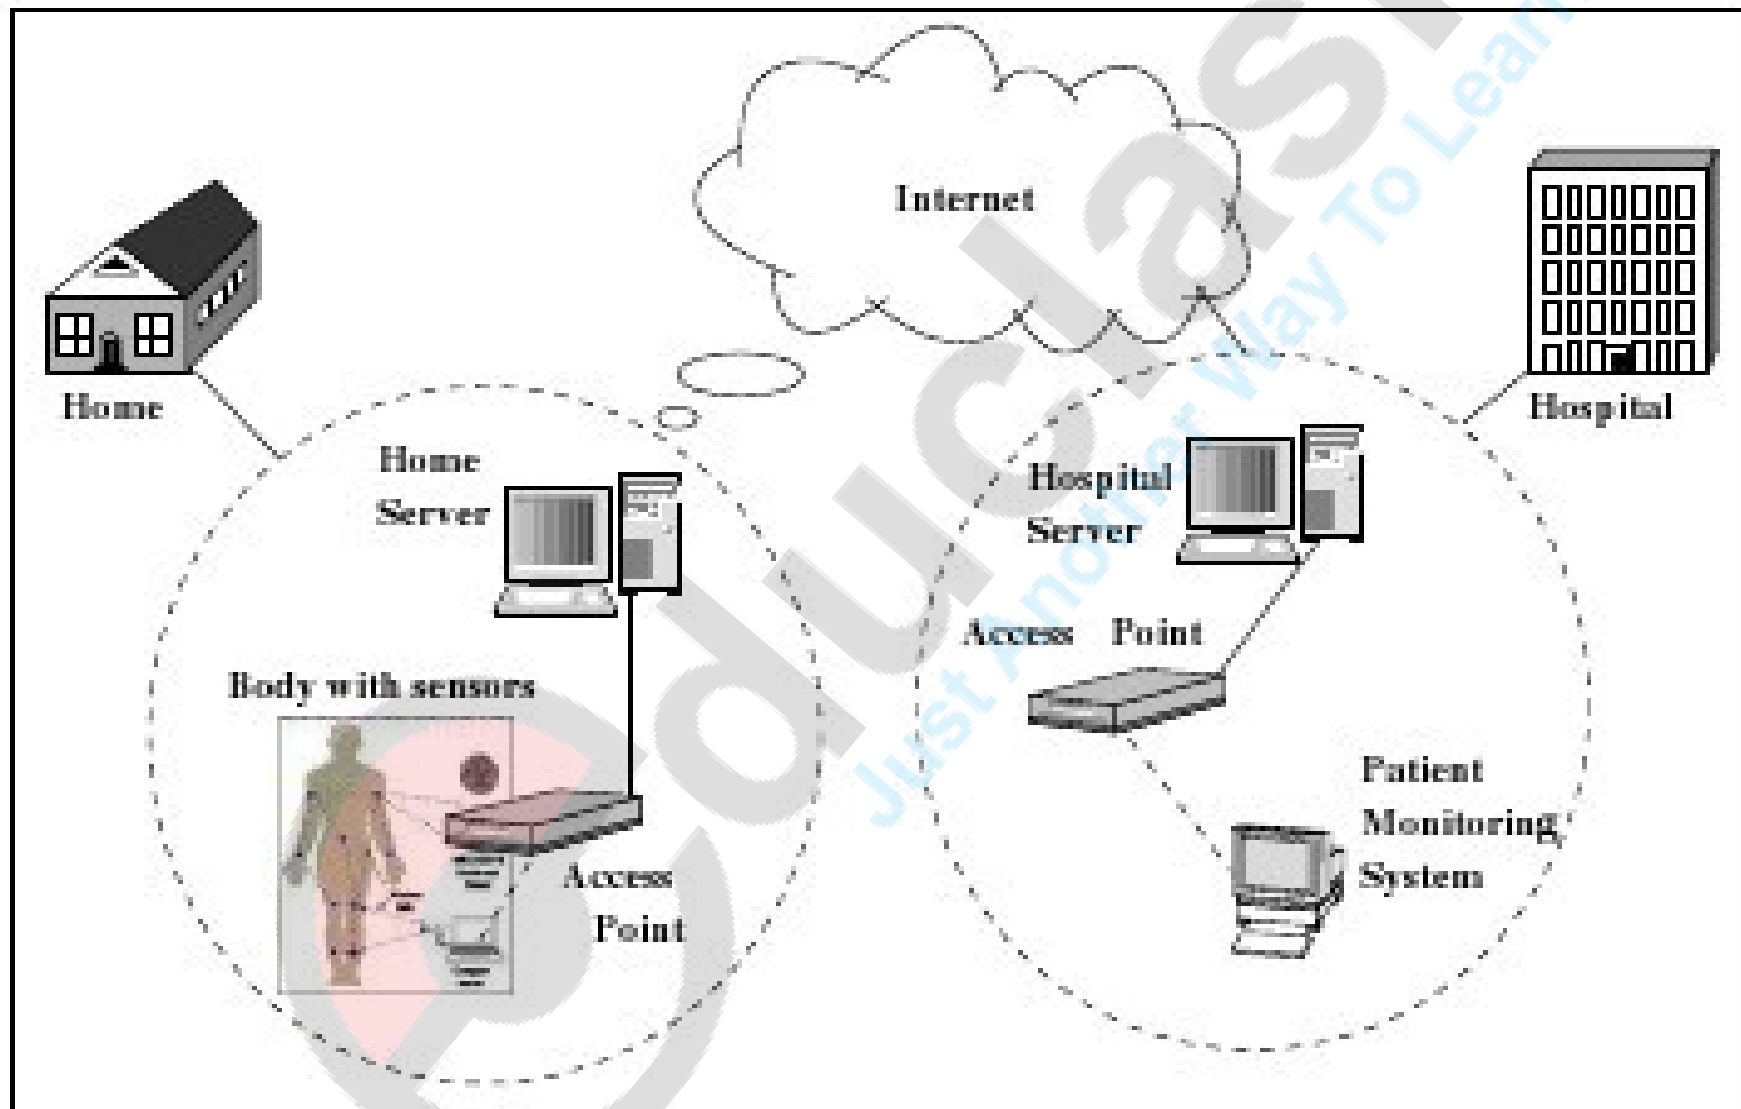 Internet
Home
Hospital
Home
Server
Hospital
Server
Access Point
Body with sensors
Patient
Monitoring
System
Access
Point
Just Another Way To Learn